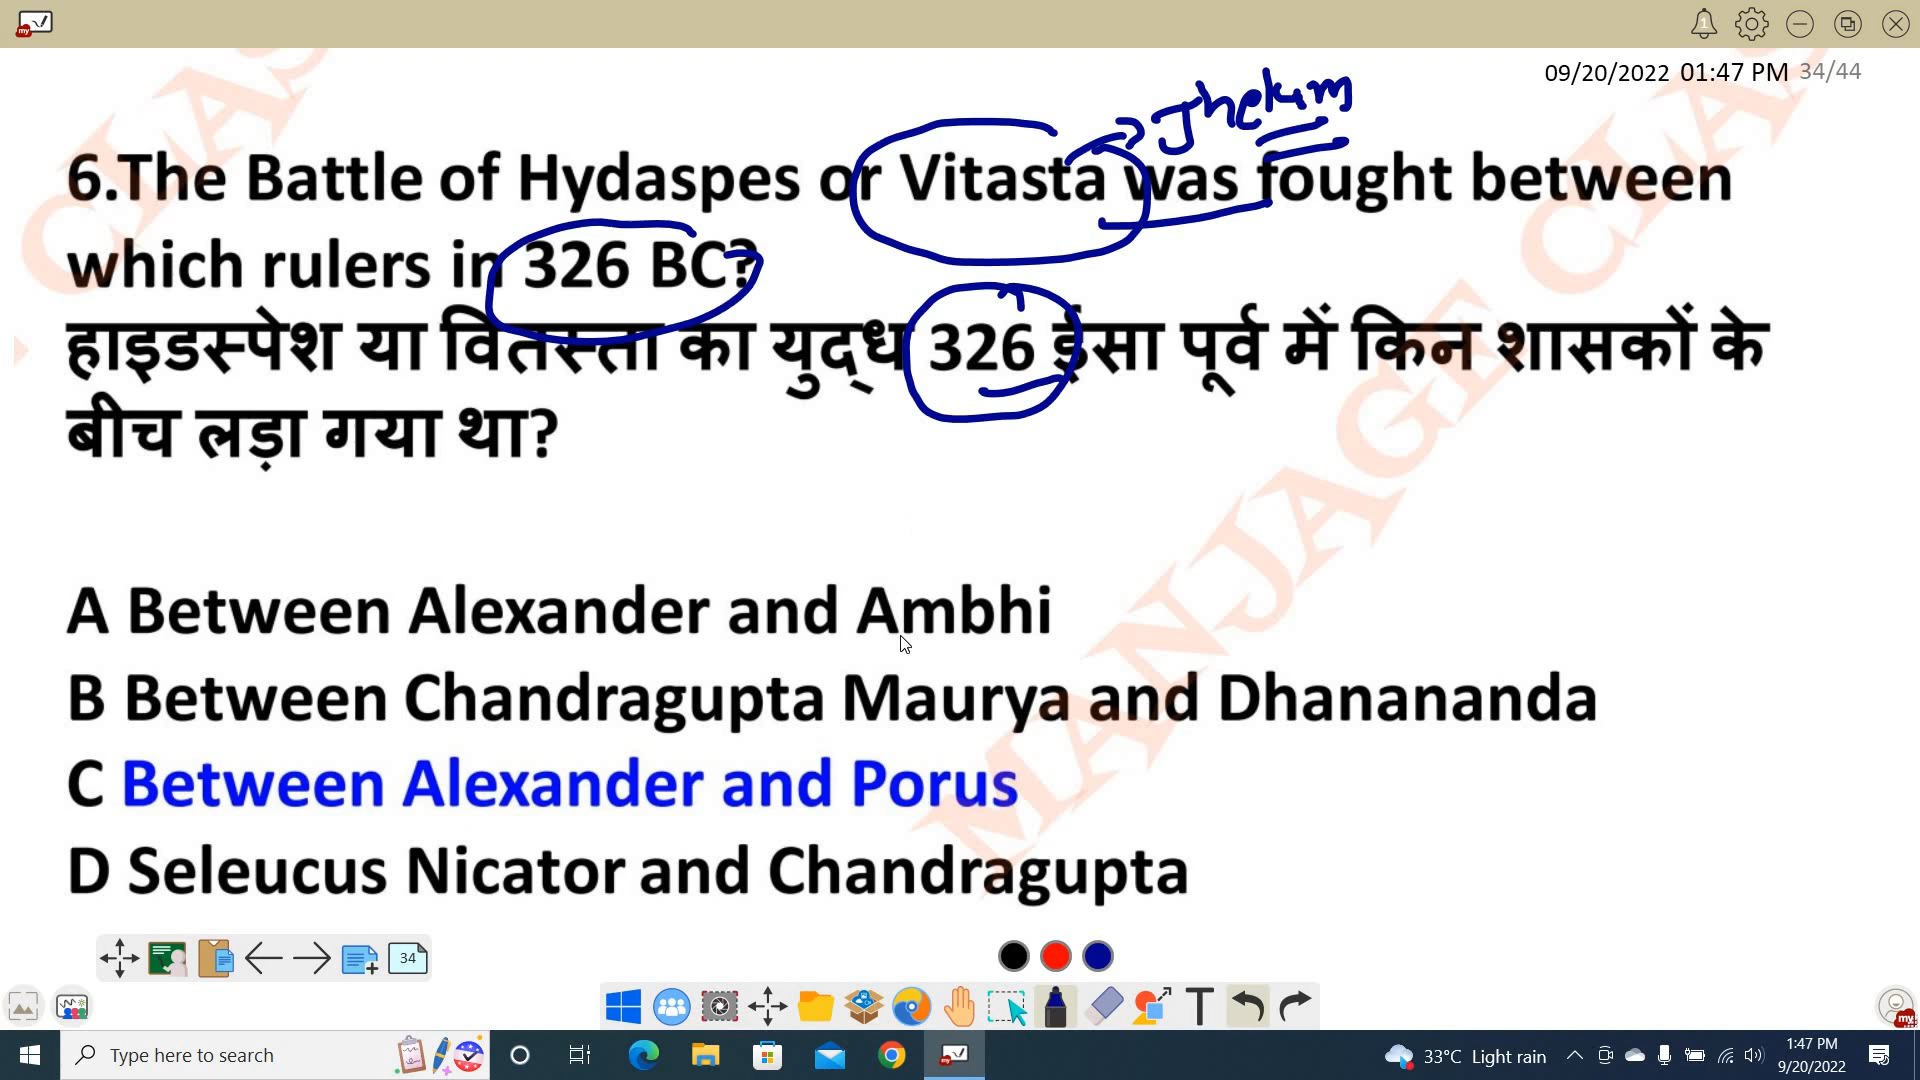 09/20/2022 01:47 PM 34/44
Jhelum
6.The Battle of Hydaspes or Vitasta was fought between
which rulers in 326 BC?
हाइडस्पेश या वितस्ता का युद्ध 326 ईसा पूर्व में किन शासकों के
बीच लड़ा गया था?
A Between Alexander and Ambhi
B Between Chandragupta Maurya and Dhanananda
C Between Alexander and Porus
D Seleucus Nicator and Chandragupta
MANJAGE CLAS
CLAS
34
Type here to search
33°C Light rain
1:47 PM
9/20/2022